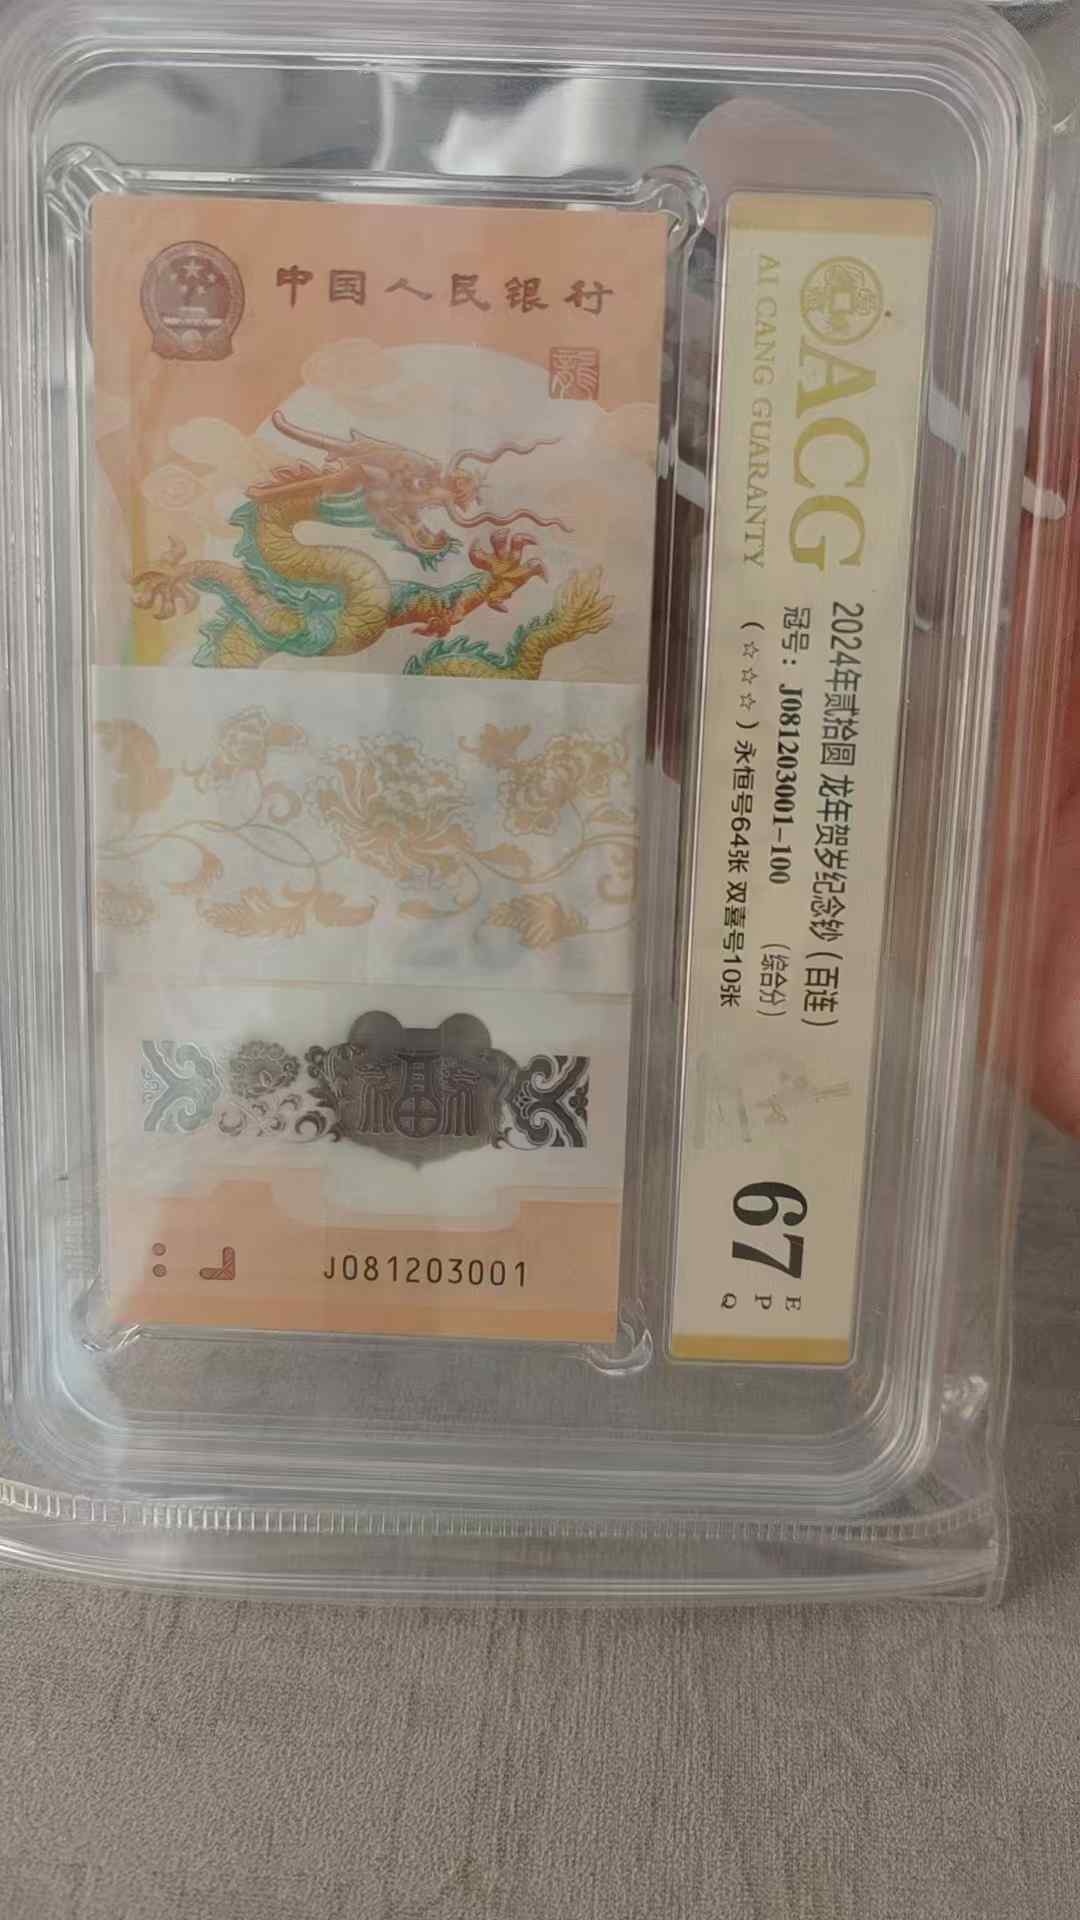 中国人民银行
龍
J081203001
ACG
AI CANG GUARANTY
2024年贰拾圆 龙年贺岁纪念钞（百连）
冠号：J081203001-100 （综合分）
（☆☆☆）永恒号64张 双喜号10张
67
E
P
Q